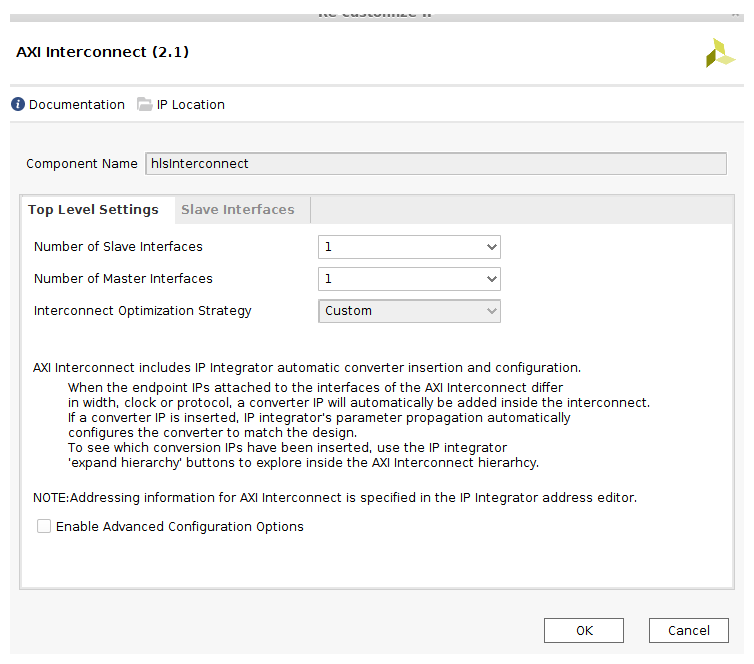 Re-customize IP
AXI Interconnect (2.1)
Documentation IP Location
Component Name hlsInterconnect
Top Level Settings Slave Interfaces
Number of Slave Interfaces 1
Number of Master Interfaces 1
Interconnect Optimization Strategy Custom
AXI Interconnect includes IP Integrator automatic converter insertion and configuration.
When the endpoint IPs attached to the interfaces of the AXI Interconnect differ
in width, clock or protocol, a converter IP will automatically be added inside the interconnect.
If a converter IP is inserted, IP integrator's parameter propagation automatically
configures the converter to match the design.
To see which conversion IPs have been inserted, use the IP integrator
'expand hierarchy' buttons to explore inside the AXI Interconnect hierarhcy.
NOTE:Addressing information for AXI Interconnect is specified in the IP Integrator address editor.
Enable Advanced Configuration Options
OK Cancel